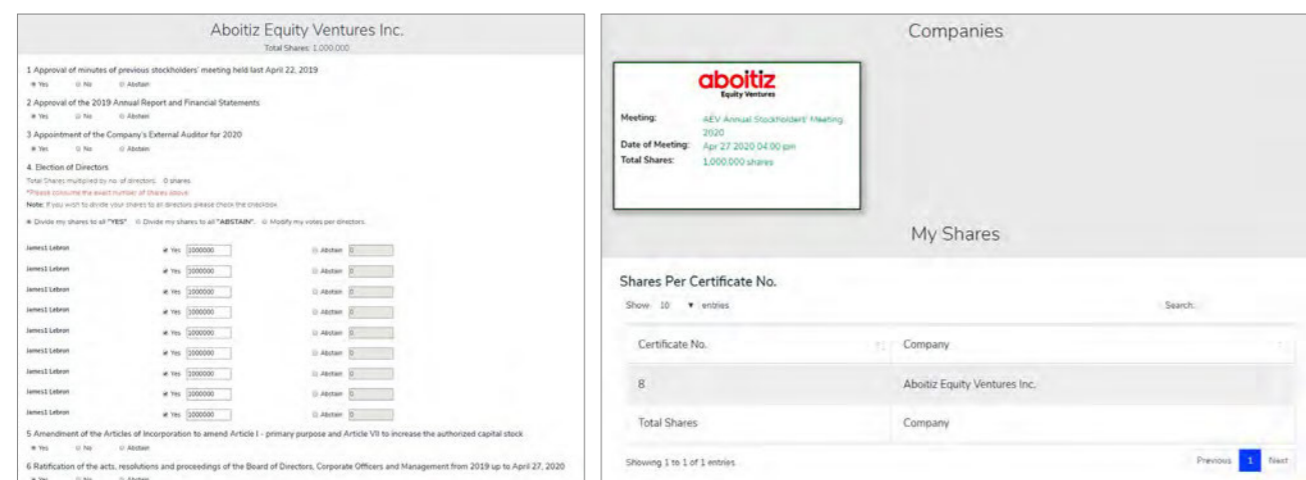 Aboitiz Equity Ventures Inc.
Total Shares: 1,000,000
1 Approval of minutes of previous stockholders' meeting held last April 22, 2019
Yes No Abstain
2 Approval of the 2019 Annual Report and Financial Statements
Yes No Abstain
3 Appointment of the Company's External Auditor for 2020
Yes No Abstain
4. Election of Directors
Total Shares multiplied by no. of directors: 0 shares.
*Please consume the exact number of shares above.
Note: If you wish to divide your shares to all directors please check the checkbox
Divide my shares to all "YES". Divide my shares to all "ABSTAIN". Modify my votes per directors.
James1 Lebron Yes 1000000 Abstain 0
James1 Lebron Yes 1000000 Abstain 0
James1 Lebron Yes 1000000 Abstain 0
James1 Lebron Yes 1000000 Abstain 0
James1 Lebron Yes 1000000 Abstain 0
James1 Lebron Yes 1000000 Abstain 0
James1 Lebron Yes 1000000 Abstain 0
James1 Lebron Yes 1000000 Abstain 0
James1 Lebron Yes 1000000 Abstain 0
5 Amendment of the Articles of Incorporation to amend Article I - primary purpose and Article VII to increase the authorized capital stock
Yes No Abstain
6 Ratification of the acts, resolutions and proceedings of the Board of Directors, Corporate Officers and Management from 2019 up to April 27, 2020
Yes No Abstain
Companies
aboitiz
Equity Ventures
Meeting: AEV Annual Stockholders' Meeting
2020
Date of Meeting: Apr 27 2020 04:00 pm
Total Shares: 1,000,000 shares
My Shares
Shares Per Certificate No.
Show 10 entries Search:
Certificate No. Company
8 Aboitiz Equity Ventures Inc.
Total Shares Company
Showing 1 to 1 of 1 entries Previous 1 Next